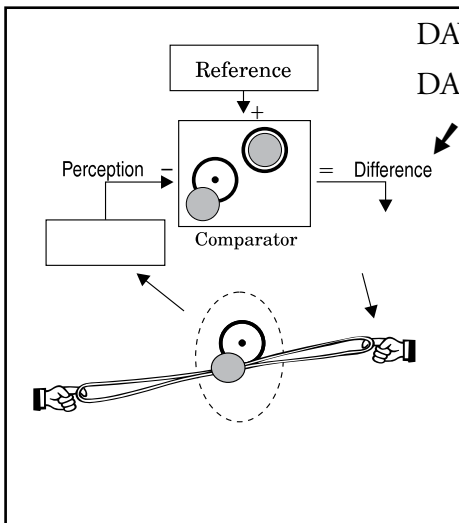 DA
DA
Reference
+
Perception – = Difference
Comparator